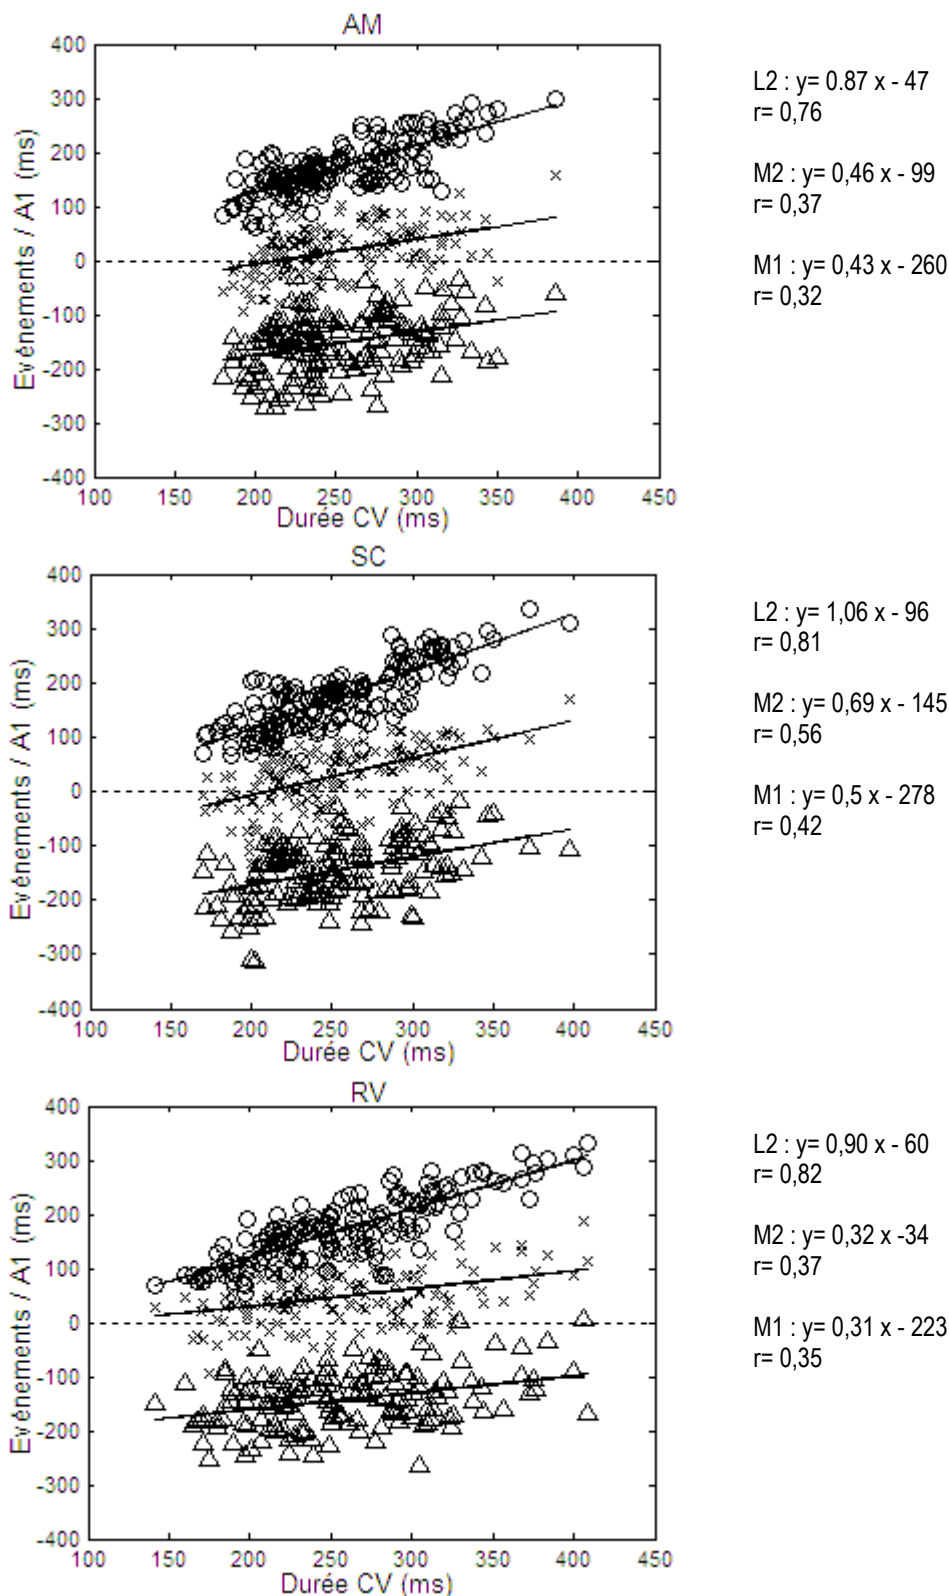 AM
400
300
200
100
0
-100
-200
-300
-400
100 150 200 250 300 350 400 450
Evénements / A1 (ms)
Durée CV (ms)
L2 : y= 0.87 x - 47
r= 0,76
M2 : y= 0,46 x - 99
r= 0,37
M1 : y= 0,43 x - 260
r= 0,32
SC
400
300
200
100
0
-100
-200
-300
-400
100 150 200 250 300 350 400 450
Evénements / A1 (ms)
Durée CV (ms)
L2 : y= 1,06 x - 96
r= 0,81
M2 : y= 0,69 x - 145
r= 0,56
M1 : y= 0,5 x - 278
r= 0,42
RV
400
300
200
100
0
-100
-200
-300
-400
100 150 200 250 300 350 400 450
Evénements / A1 (ms)
Durée CV (ms)
L2 : y= 0,90 x - 60
r= 0,82
M2 : y= 0,32 x -34
r= 0,37
M1 : y= 0,31 x - 223
r= 0,35